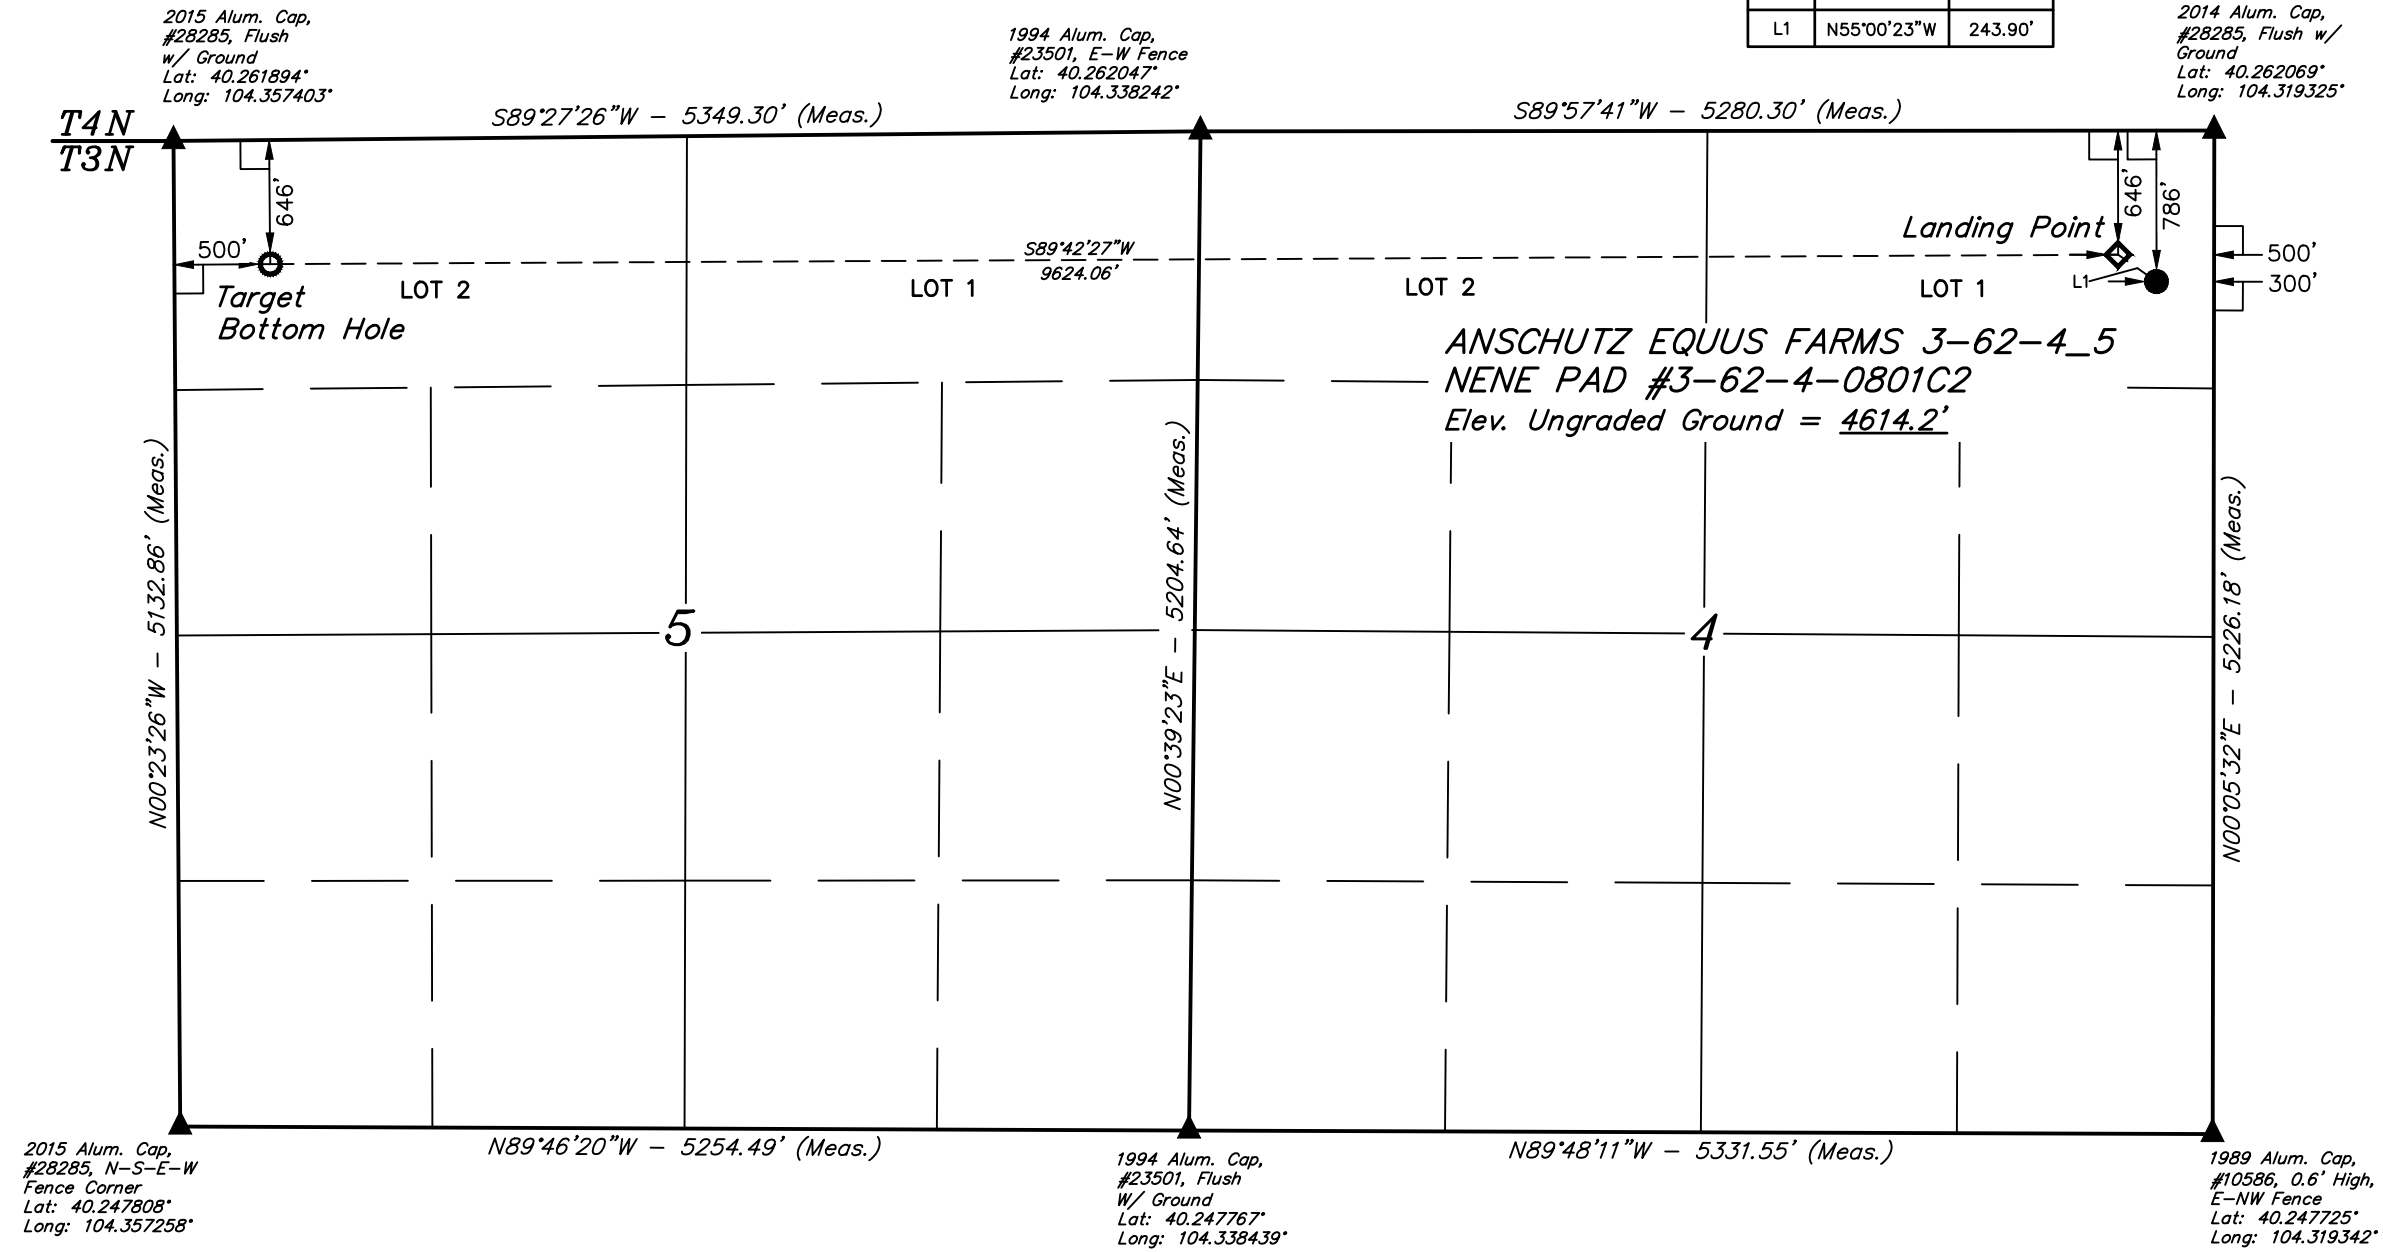 2015 Alum. Cap,
#28285, Flush
w/ Ground
Lat: 40.261894°
Long: 104.357403°
1994 Alum. Cap,
#23501, E-W Fence
Lat: 40.262047°
Long: 104.338242°
L1 N55°00'23"W 243.90'
2014 Alum. Cap,
#28285, Flush w/
Ground
Lat: 40.262069°
Long: 104.319325°
T4N
T3N
S89°27'26"W - 5349.30' (Meas.)
S89°57'41"W - 5280.30' (Meas.)
646'
500'
Target
Bottom Hole
LOT 2
LOT 1
S89°42'27"W
9624.06'
LOT 2
LOT 1
Landing Point
646'
786'
L1
500'
300'
ANSCHUTZ EQUUS FARMS 3-62-4_5
NENE PAD #3-62-4-0801C2
Elev. Ungraded Ground = 4614.2'
N00°23'26"W - 5132.86' (Meas.)
5
N00°39'23"E - 5204.64' (Meas.)
4
N00°05'32"E - 5226.18' (Meas.)
N89°46'20"W - 5254.49' (Meas.)
N89°48'11"W - 5331.55' (Meas.)
2015 Alum. Cap,
#28285, N-S-E-W
Fence Corner
Lat: 40.247808°
Long: 104.357258°
1994 Alum. Cap,
#23501, Flush
W/ Ground
Lat: 40.247767°
Long: 104.338439°
1989 Alum. Cap,
#10586, 0.6' High,
E-NW Fence
Lat: 40.247725°
Long: 104.319342°